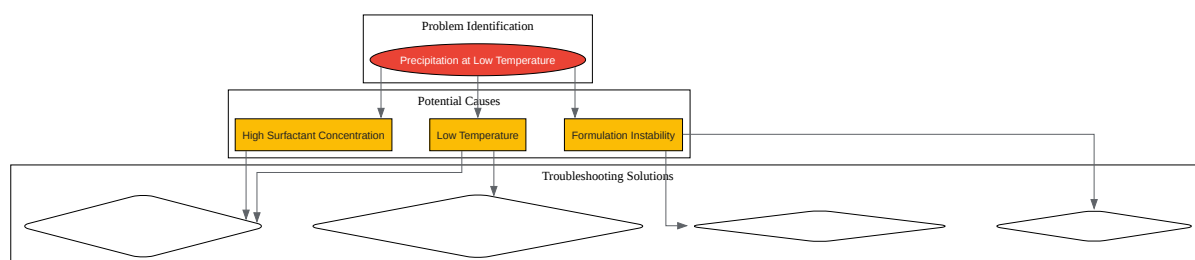 Problem Identification
Precipitation at Low Temperature
Potential Causes
High Surfactant Concentration
Low Temperature
Formulation Instability
Troubleshooting Solutions